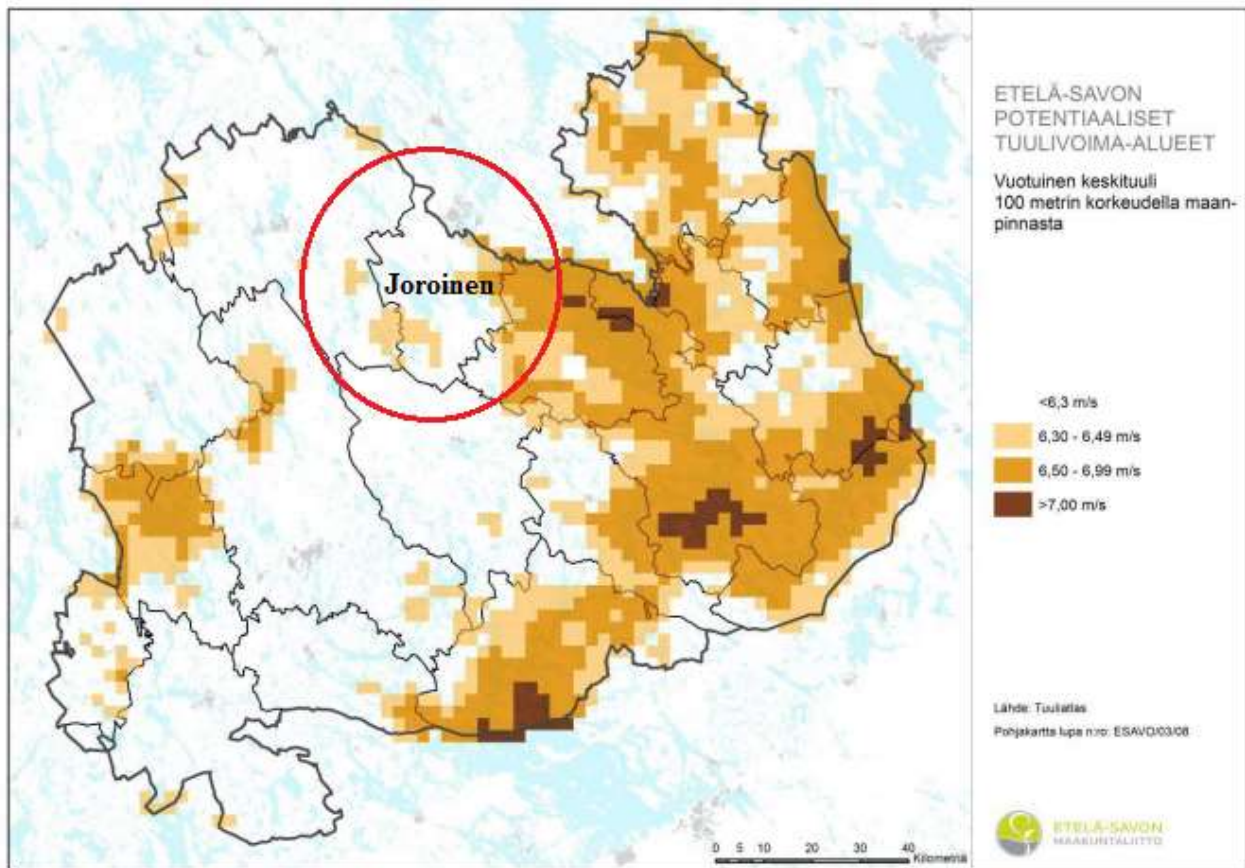 Joroinen
ETELÄ-SAVON
POTENTIAALISET
TUULIVOIMA-ALUEET
Vuotuinen keskituuli
100 metrin korkeudella maan-
pinnasta
<6,3 m/s
6,30 - 6,49 m/s
6,50 - 6,99 m/s
>7,00 m/s
Lähde: Tuuliatlas
Pohjakartta lupa n:ro: ESAVO/03/08
0 5 10 20 30 40
Kilometriä
ETELÄ-SAVON
MAAKUNTALIITTO